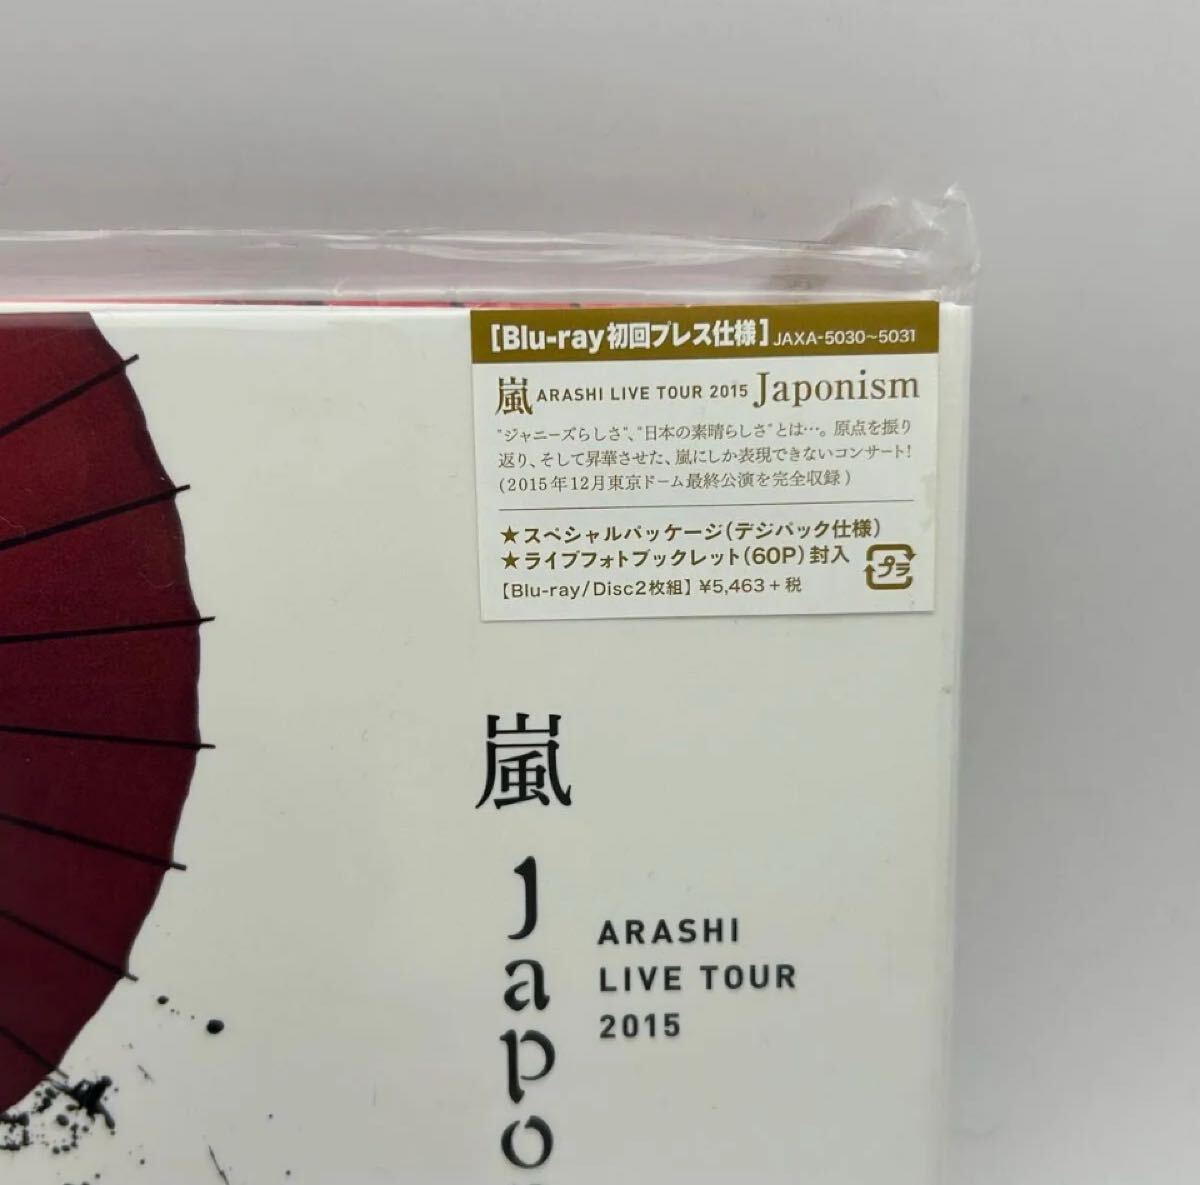 [Blu-ray初回プレス仕様] JAXA-5030~5031
嵐 ARASHI LIVE TOUR 2015 Japonism
"ジャニーズらしさ"、"日本の素晴らしさ"とは…。原点を振り
返り、そして昇華させた、嵐にしか表現できないコンサート!
(2015年12月東京ドーム最終公演を完全収録)
★スペシャルパッケージ(デジパック仕様)
★ライブフォトブックレット(60P)封入
プラ
【Blu-ray/Disc2枚組】¥5,463+税
嵐
Japo
ARASHI
LIVE TOUR
2015